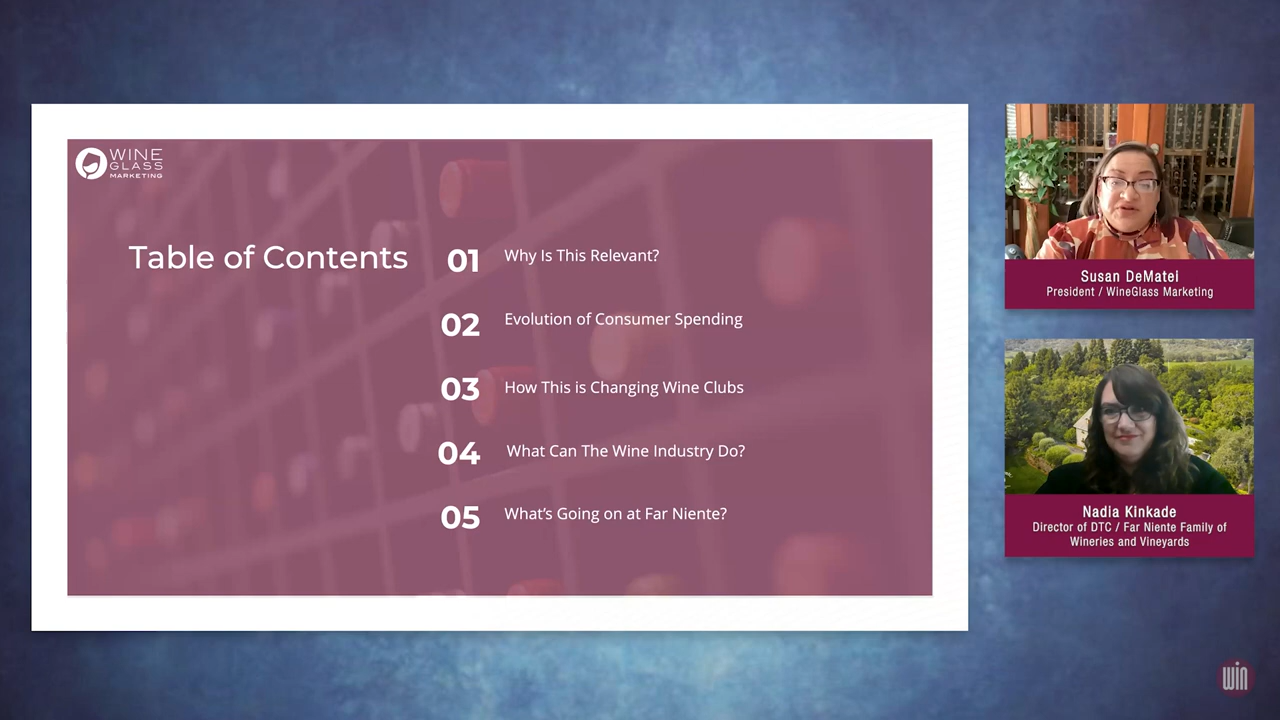 WINE
GLASS
MARKETING
Table of Contents
01 Why Is This Relevant?
02 Evolution of Consumer Spending
03 How This is Changing Wine Clubs
04 What Can The Wine Industry Do?
05 What's Going on at Far Niente?
Susan DeMatei
President / WineGlass Marketing
Nadia Kinkade
Director of DTC / Far Niente Family of
Wineries and Vineyards
win